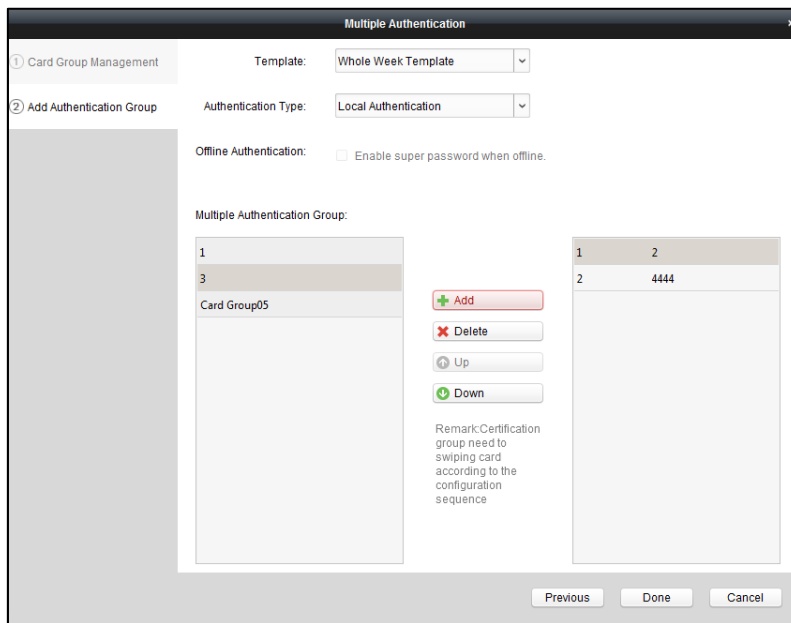 Multiple Authentication
1 Card Group Management
2 Add Authentication Group
Template: Whole Week Template
Authentication Type: Local Authentication
Offline Authentication: Enable super password when offline.
Multiple Authentication Group:
1
3
Card Group05
Add
Delete
Up
Down
Remark:Certification
group need to
swiping card
according to the
configuration
sequence
1 2
2 4444
Previous Done Cancel